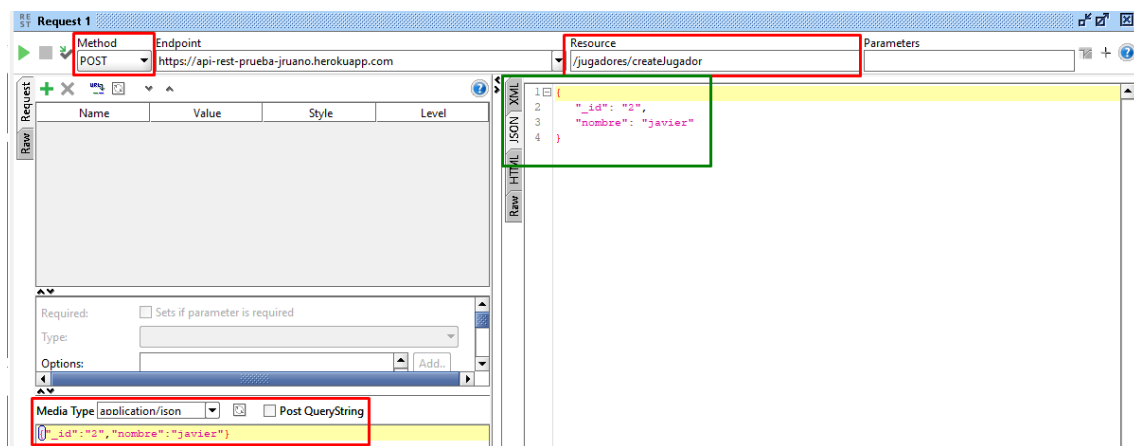 REST Request 1
Method Endpoint Resource Parameters
POST https://api-rest-prueba-jruano.herokuapp.com /jugadores/createJugador
Request
Raw
Name Value Style Level
Required: Sets if parameter is required
Type:
Options: Add..
Media Type application/json Post QueryString
{"_id":"2","nombre":"javier"}
XML
JSON
HTML
Raw
1 {
2 "_id": "2",
3 "nombre": "javier"
4 }